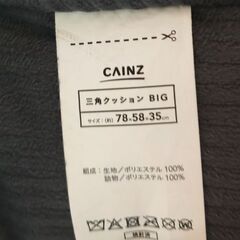 CAINZ
三角クッション BIG
サイズ：(約) 78×58×35cm
組成：生地／ポリエステル 100%
詰物／ポリエステル 100%